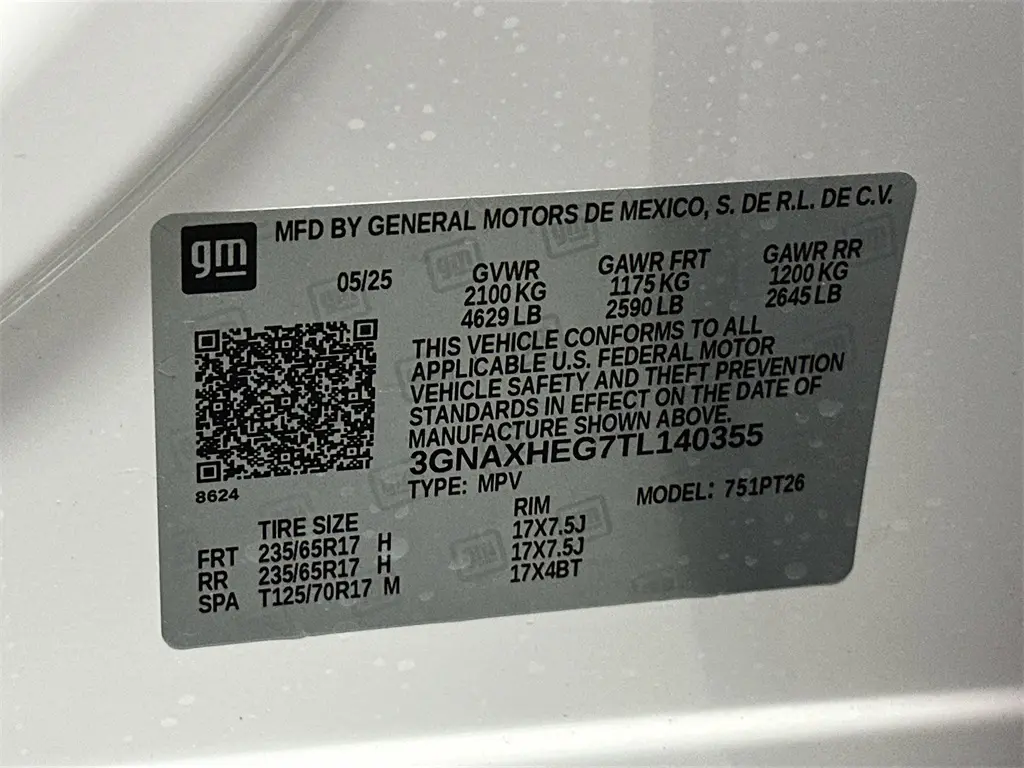 gm
MFD BY GENERAL MOTORS DE MEXICO, S. DE R.L. DE C.V.
05/25
GVWR
2100 KG
4629 LB
GAWR FRT
1175 KG
2590 LB
GAWR RR
1200 KG
2645 LB
THIS VEHICLE CONFORMS TO ALL
APPLICABLE U.S. FEDERAL MOTOR
VEHICLE SAFETY AND THEFT PREVENTION
STANDARDS IN EFFECT ON THE DATE OF
MANUFACTURE SHOWN ABOVE.
3GNAXHEG7TL140355
8624
TYPE: MPV
MODEL: 751PT26
TIRE SIZE RIM
FRT 235/65R17 H 17X7.5J
RR 235/65R17 H 17X7.5J
SPA T125/70R17 M 17X4BT